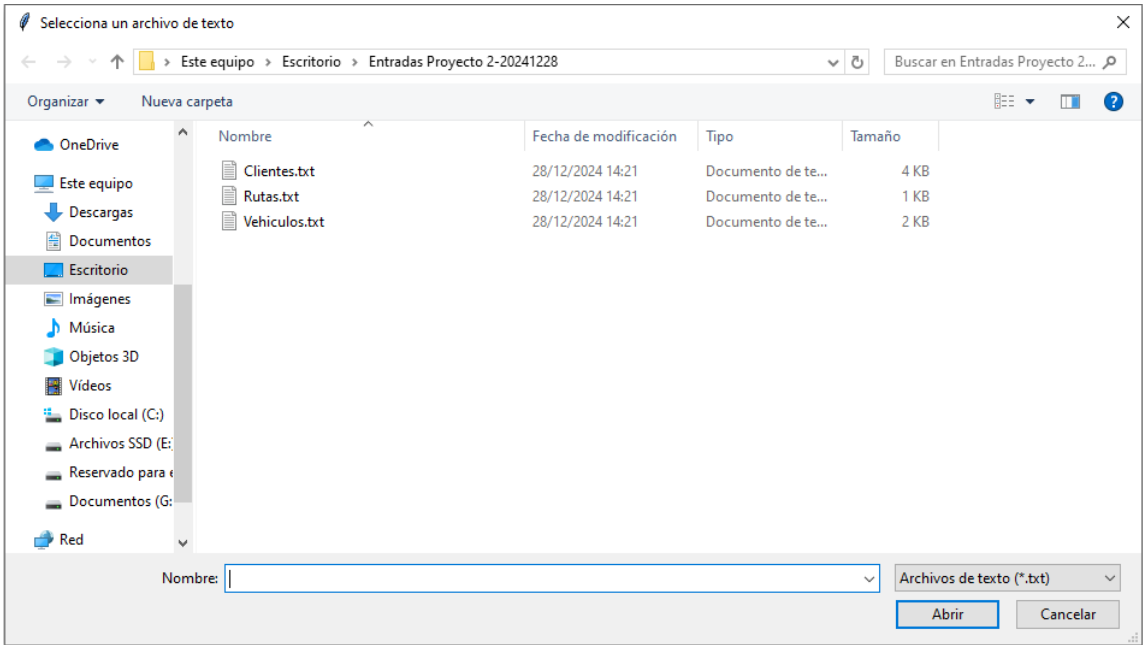 Selecciona un archivo de texto
Este equipo > Escritorio > Entradas Proyecto 2-20241228
Buscar en Entradas Proyecto 2...
Organizar
Nueva carpeta
Nombre
Fecha de modificación
Tipo
Tamaño
Clientes.txt 28/12/2024 14:21 Documento de te... 4 KB
Rutas.txt 28/12/2024 14:21 Documento de te... 1 KB
Vehiculos.txt 28/12/2024 14:21 Documento de te... 2 KB
OneDrive
Este equipo
Descargas
Documentos
Escritorio
Imágenes
Música
Objetos 3D
Vídeos
Disco local (C:)
Archivos SSD (E:
Reservado para e
Documentos (G:
Red
Nombre:
Archivos de texto (*.txt)
Abrir
Cancelar